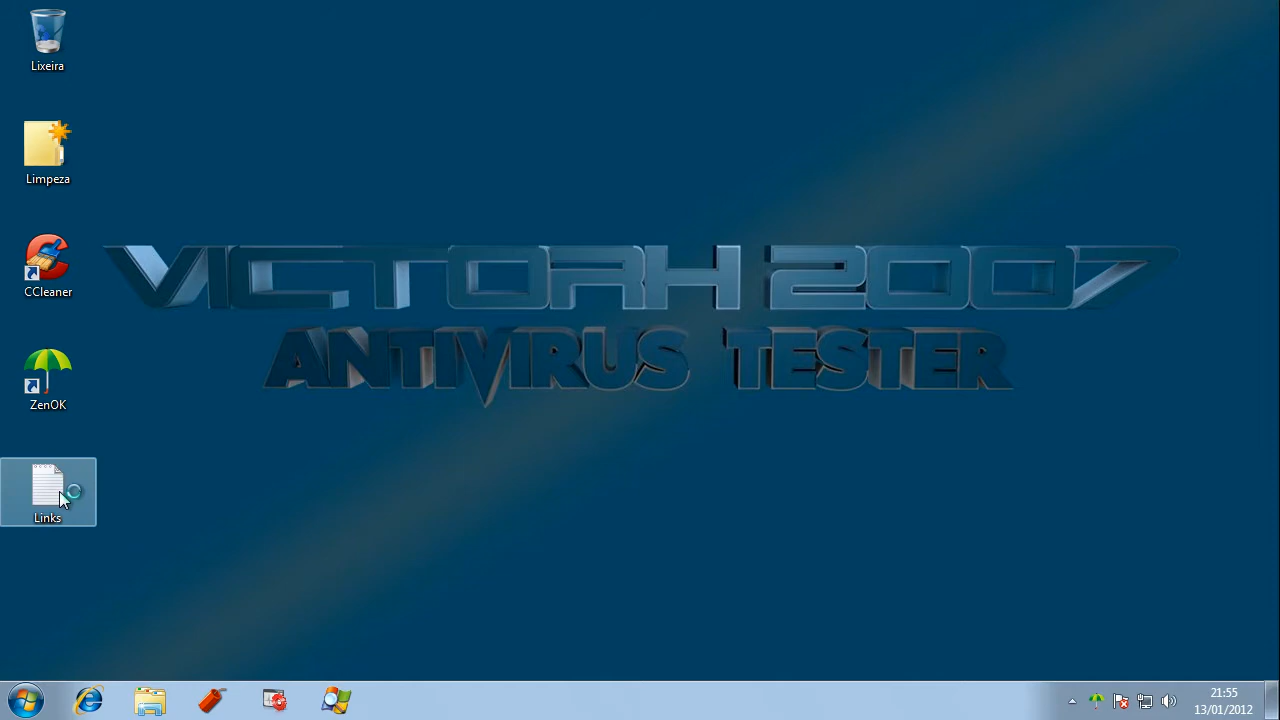 Lixeira
Limpeza
CCleaner
ZenOK
Links
VICTORH 2007
ANTIVIRUS TESTER
21:55
13/01/2012